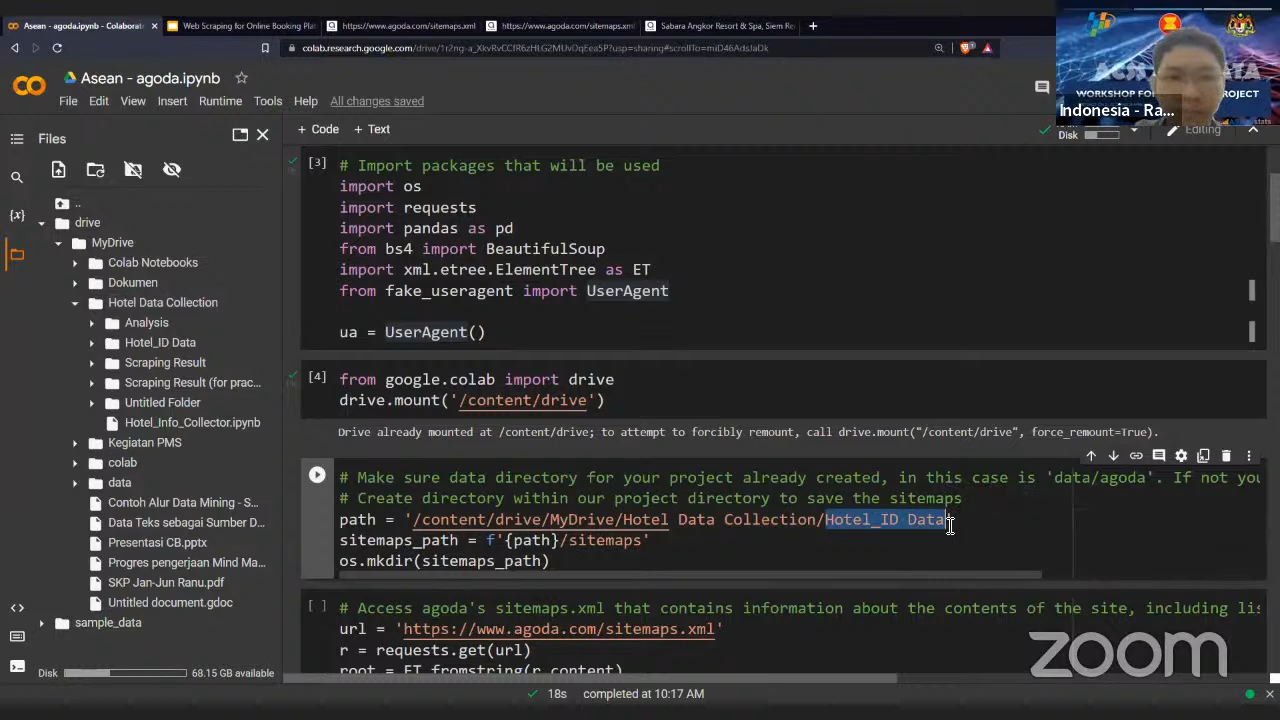 Asean - agoda.ipynb - Colaborat
Web Scraping for Online Booking Plat
https://www.agoda.com/sitemaps.xml
https://www.agoda.com/sitemaps.xml
Sabara Angkor Resort & Spa, Siem Re
Asean - agoda.ipynb
File Edit View Insert Runtime Tools Help All changes saved
WORKSHOP FO
ROJECT
Indonesia - Ra...
+ Code + Text
Disk
Editing
Files
..
drive
MyDrive
Colab Notebooks
Dokumen
Hotel Data Collection
Analysis
Hotel_ID Data
Scraping Result
Scraping Result (for prac...
Untitled Folder
Hotel_Info_Collector.ipynb
Kegiatan PMS
colab
data
Contoh Alur Data Mining - S...
Data Teks sebagai Sumber D...
Presentasi CB.pptx
Progres pengerjaan Mind Ma...
SKP Jan-Jun Ranu.pdf
Untitled document.gdoc
sample_data
Disk 68.15 GB available
[3] # Import packages that will be used
import os
import requests
import pandas as pd
from bs4 import BeautifulSoup
import xml.etree.ElementTree as ET
from fake_useragent import UserAgent
ua = UserAgent()
[4] from google.colab import drive
drive.mount('/content/drive')
Drive already mounted at /content/drive; to attempt to forcibly remount, call drive.mount("/content/drive", force_remount=True).
# Make sure data directory for your project already created, in this case is 'data/agoda'. If not you
# Create directory within our project directory to save the sitemaps
path = '/content/drive/MyDrive/Hotel Data Collection/Hotel_ID Data'
sitemaps_path = f'{path}/sitemaps'
os.mkdir(sitemaps_path)
[ ] # Access agoda's sitemaps.xml that contains information about the contents of the site, including lis
url = 'https://www.agoda.com/sitemaps.xml'
r = requests.get(url)
root = ET.fromstring(r.content)
zoom
18s completed at 10:17 AM